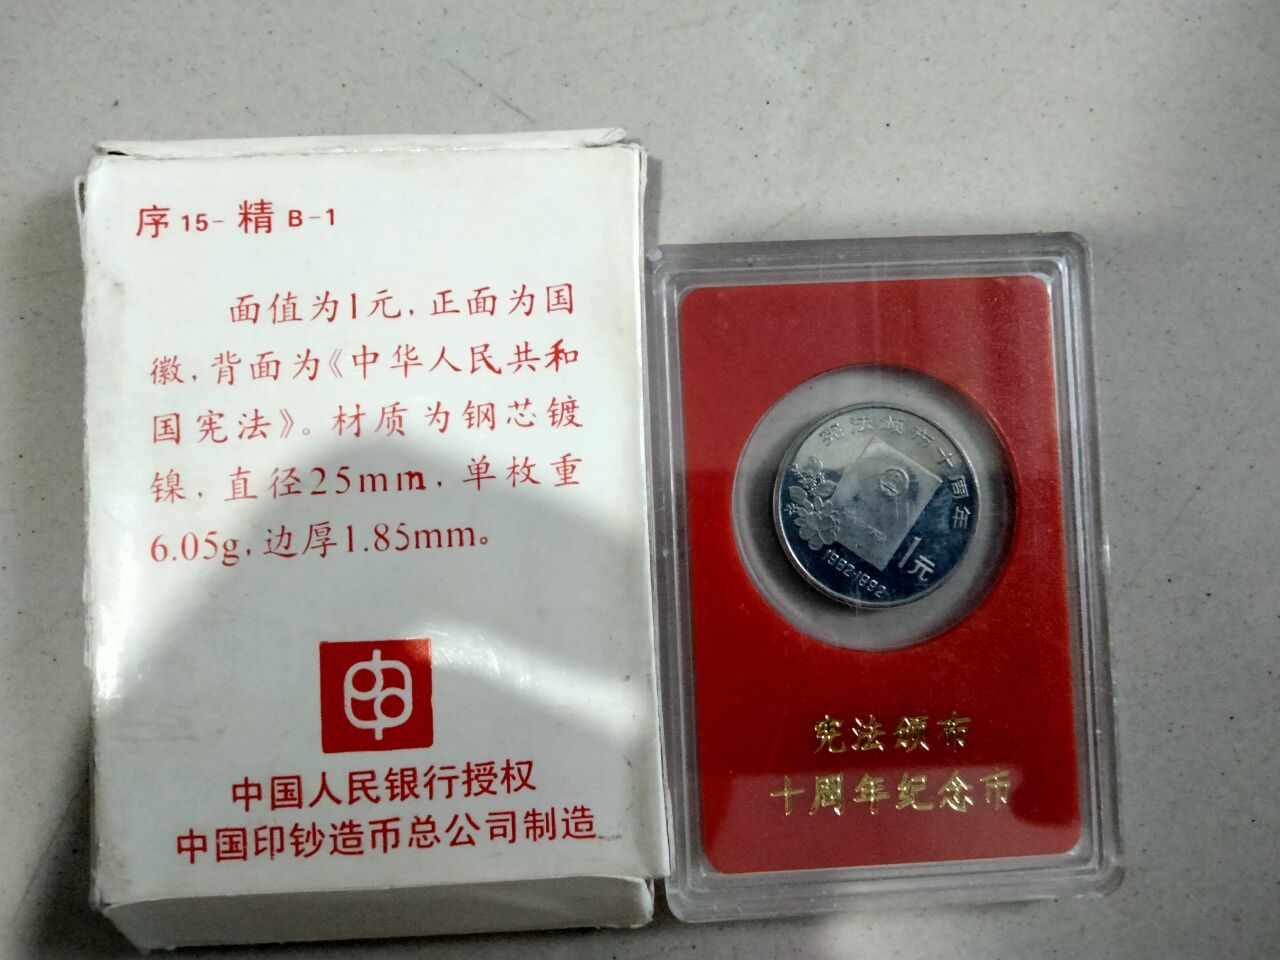 序 15- 精 B-1
面值为1元,正面为国
徽,背面为《中华人民共和
国宪法》。材质为钢芯镀
镍,直径25mm,单枚重
6.05g,边厚1.85mm。
中国人民银行授权
中国印钞造币总公司制造
宪法颁布十周年
1982-1992
1元
宪法颁布
十周年纪念币